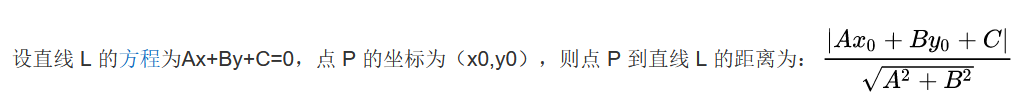 设直线 L 的方程为Ax+By+C=0，点 P 的坐标为（x0,y0），则点 P 到直线 L 的距离为： |Ax₀ + By₀ + C| / √(A² + B²)